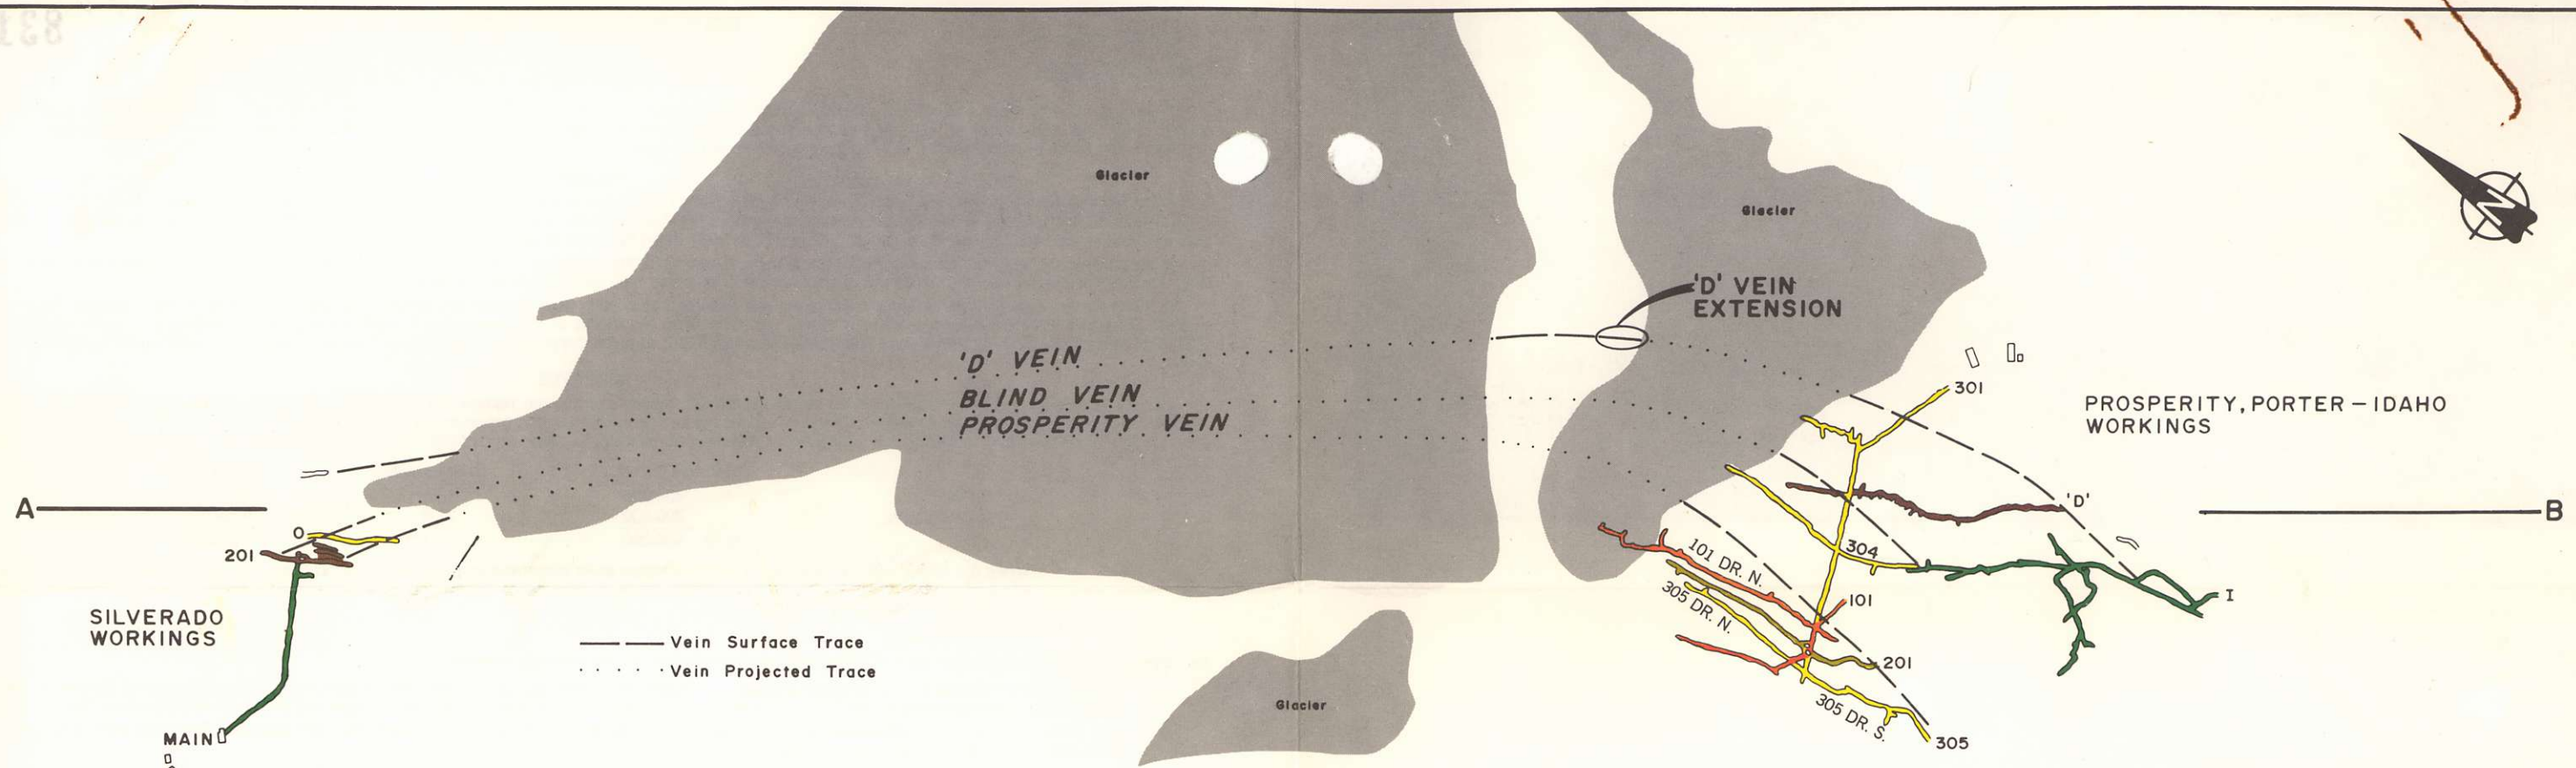 831
Glacier
Glacier
N
'D' VEIN
EXTENSION
'D' VEIN
BLIND VEIN
PROSPERITY VEIN
301
PROSPERITY, PORTER – IDAHO
WORKINGS
A
'D'
B
O
201
304
101 DR. N.
305 DR. N.
101
I
SILVERADO
WORKINGS
Vein Surface Trace
Vein Projected Trace
201
Glacier
305 DR. S.
MAIN
305